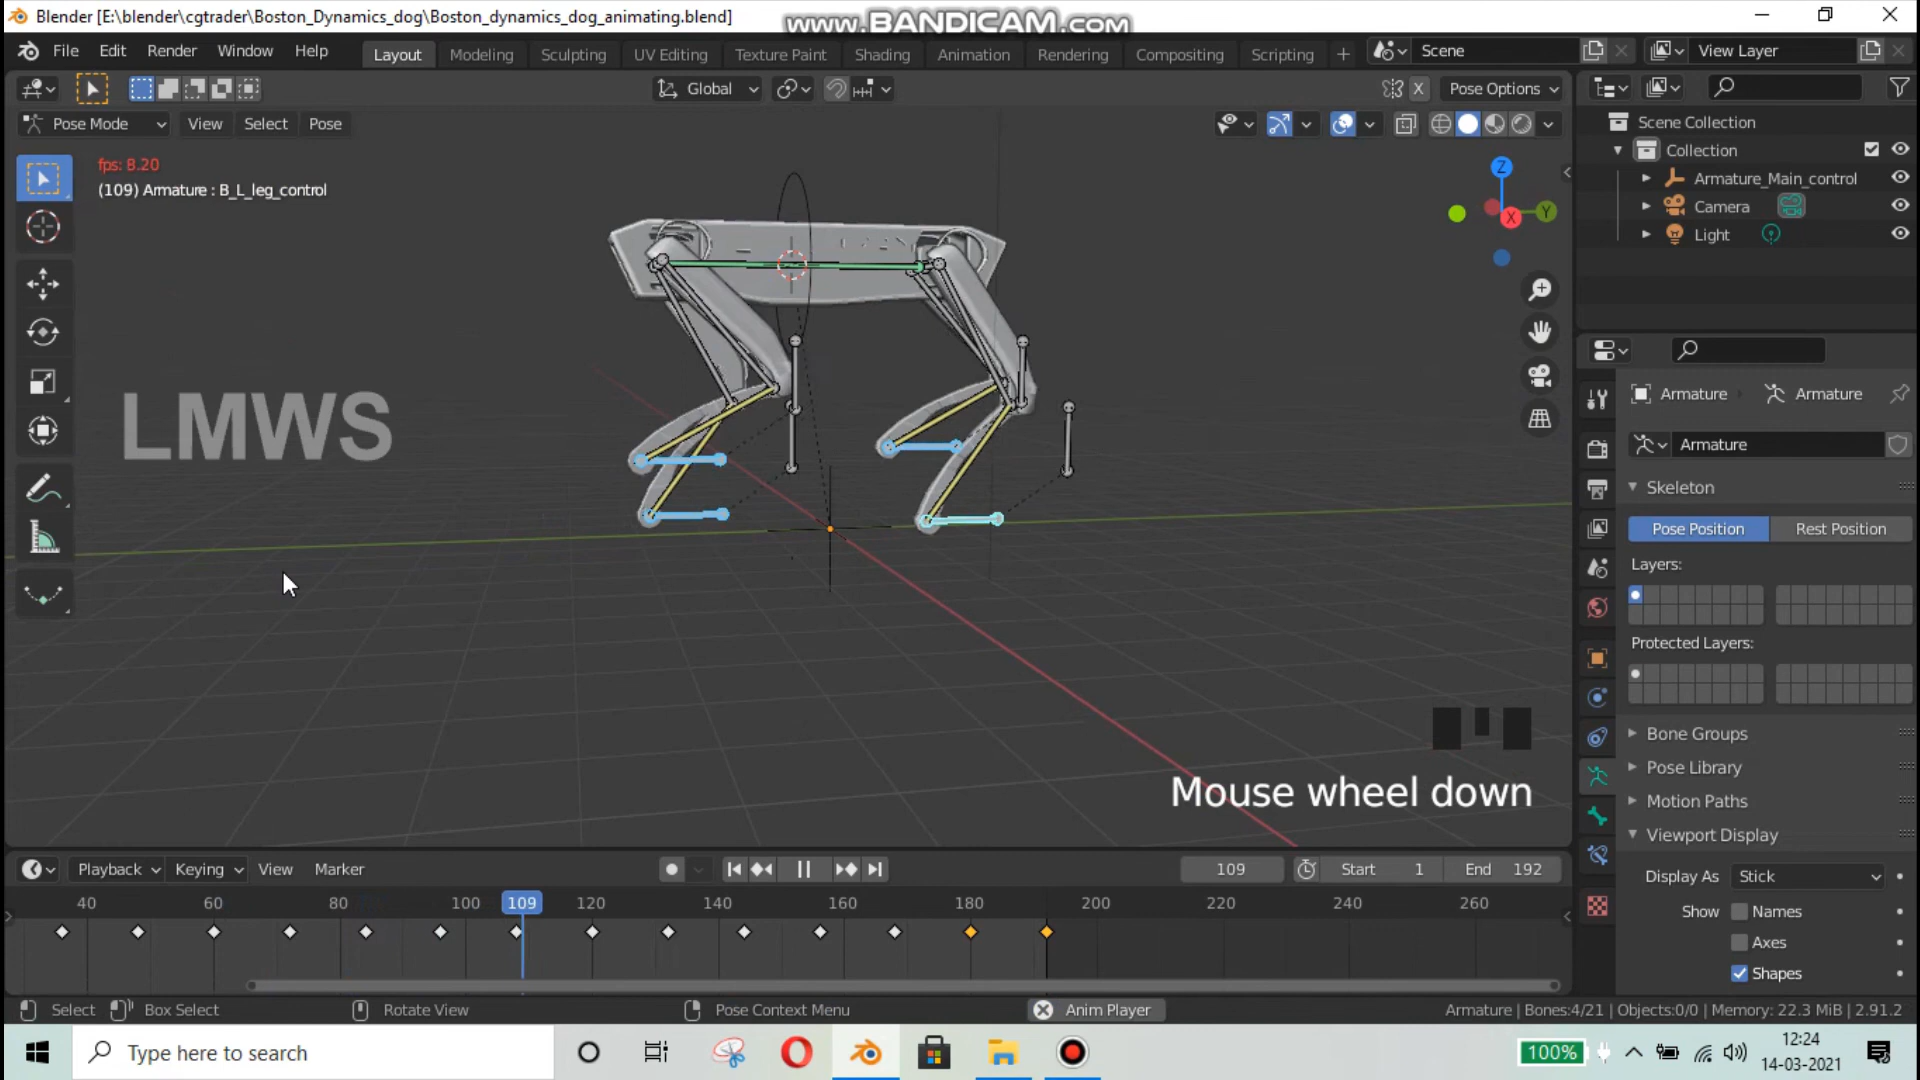 Blender [E:\blender\cgtrader\Boston_Dynamics_dog\Boston_dynamics_dog_animating.blend]
www.BANDICAM.com
File Edit Render Window Help
Layout Modeling Sculpting UV Editing Texture Paint Shading Animation Rendering Compositing Scripting +
Scene
View Layer
Global
X
Pose Options
Pose Mode View Select Pose
fps: 8.20
(109) Armature : B_L_leg_control
Scene Collection
Collection
Armature_Main_control
Camera
Light
Z
Y
X
LMWS
Armature Armature
Armature
Skeleton
Pose Position Rest Position
Layers:
Protected Layers:
Bone Groups
Pose Library
Motion Paths
Viewport Display
Display As Stick
Show Names
Axes
Shapes
Mouse wheel down
Playback Keying View Marker
109 Start 1 End 192
40 60 80 100 109 120 140 160 180 200 220 240 260
Select Box Select Rotate View Pose Context Menu Anim Player
Armature | Bones:4/21 | Objects:0/0 | Memory: 22.3 MiB | 2.91.2
Type here to search
100%
12:24
14-03-2021